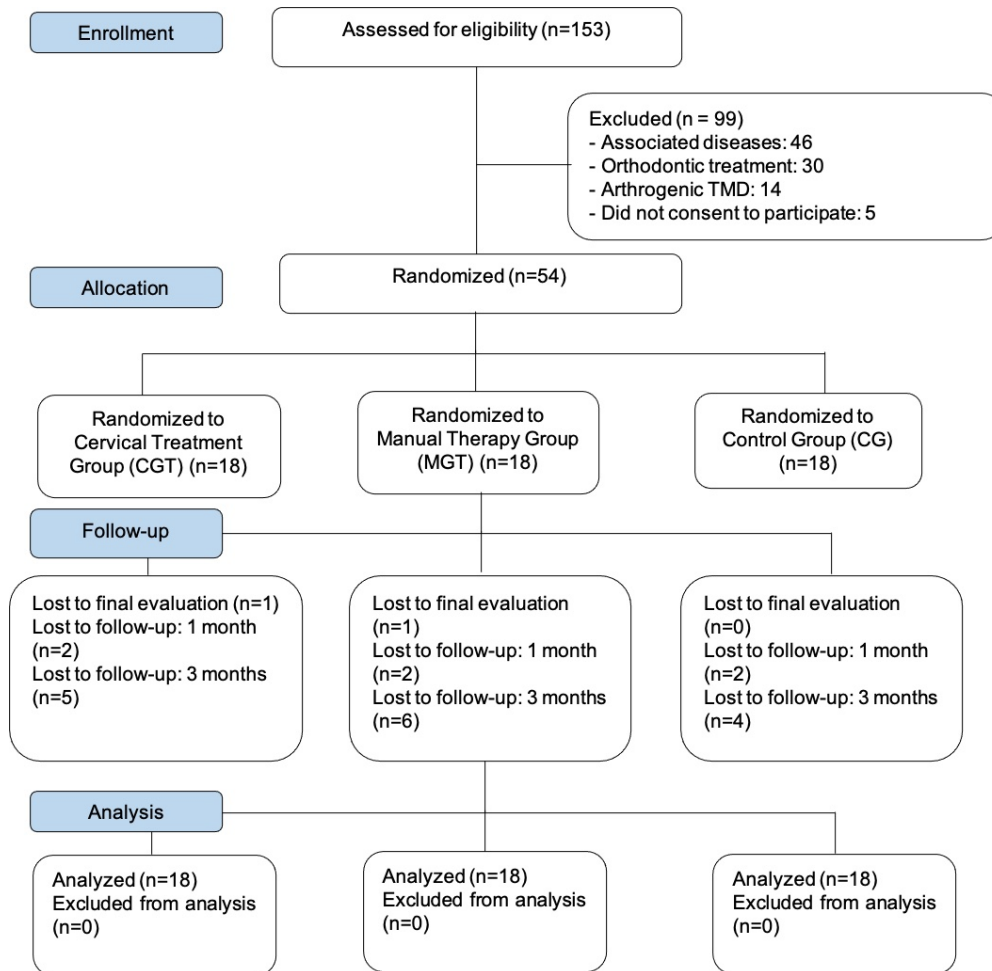 Enrollment
Assessed for eligibility (n=153)
Excluded (n = 99)
- Associated diseases: 46
- Orthodontic treatment: 30
- Arthrogenic TMD: 14
- Did not consent to participate: 5
Allocation
Randomized (n=54)
Randomized to
Cervical Treatment
Group (CGT) (n=18)
Randomized to
Manual Therapy Group
(MGT) (n=18)
Randomized to
Control Group (CG)
(n=18)
Follow-up
Lost to final evaluation (n=1)
Lost to follow-up: 1 month
(n=2)
Lost to follow-up: 3 months
(n=5)
Lost to final evaluation
(n=1)
Lost to follow-up: 1 month
(n=2)
Lost to follow-up: 3 months
(n=6)
Lost to final evaluation
(n=0)
Lost to follow-up: 1 month
(n=2)
Lost to follow-up: 3 months
(n=4)
Analysis
Analyzed (n=18)
Excluded from analysis
(n=0)
Analyzed (n=18)
Excluded from analysis
(n=0)
Analyzed (n=18)
Excluded from analysis
(n=0)